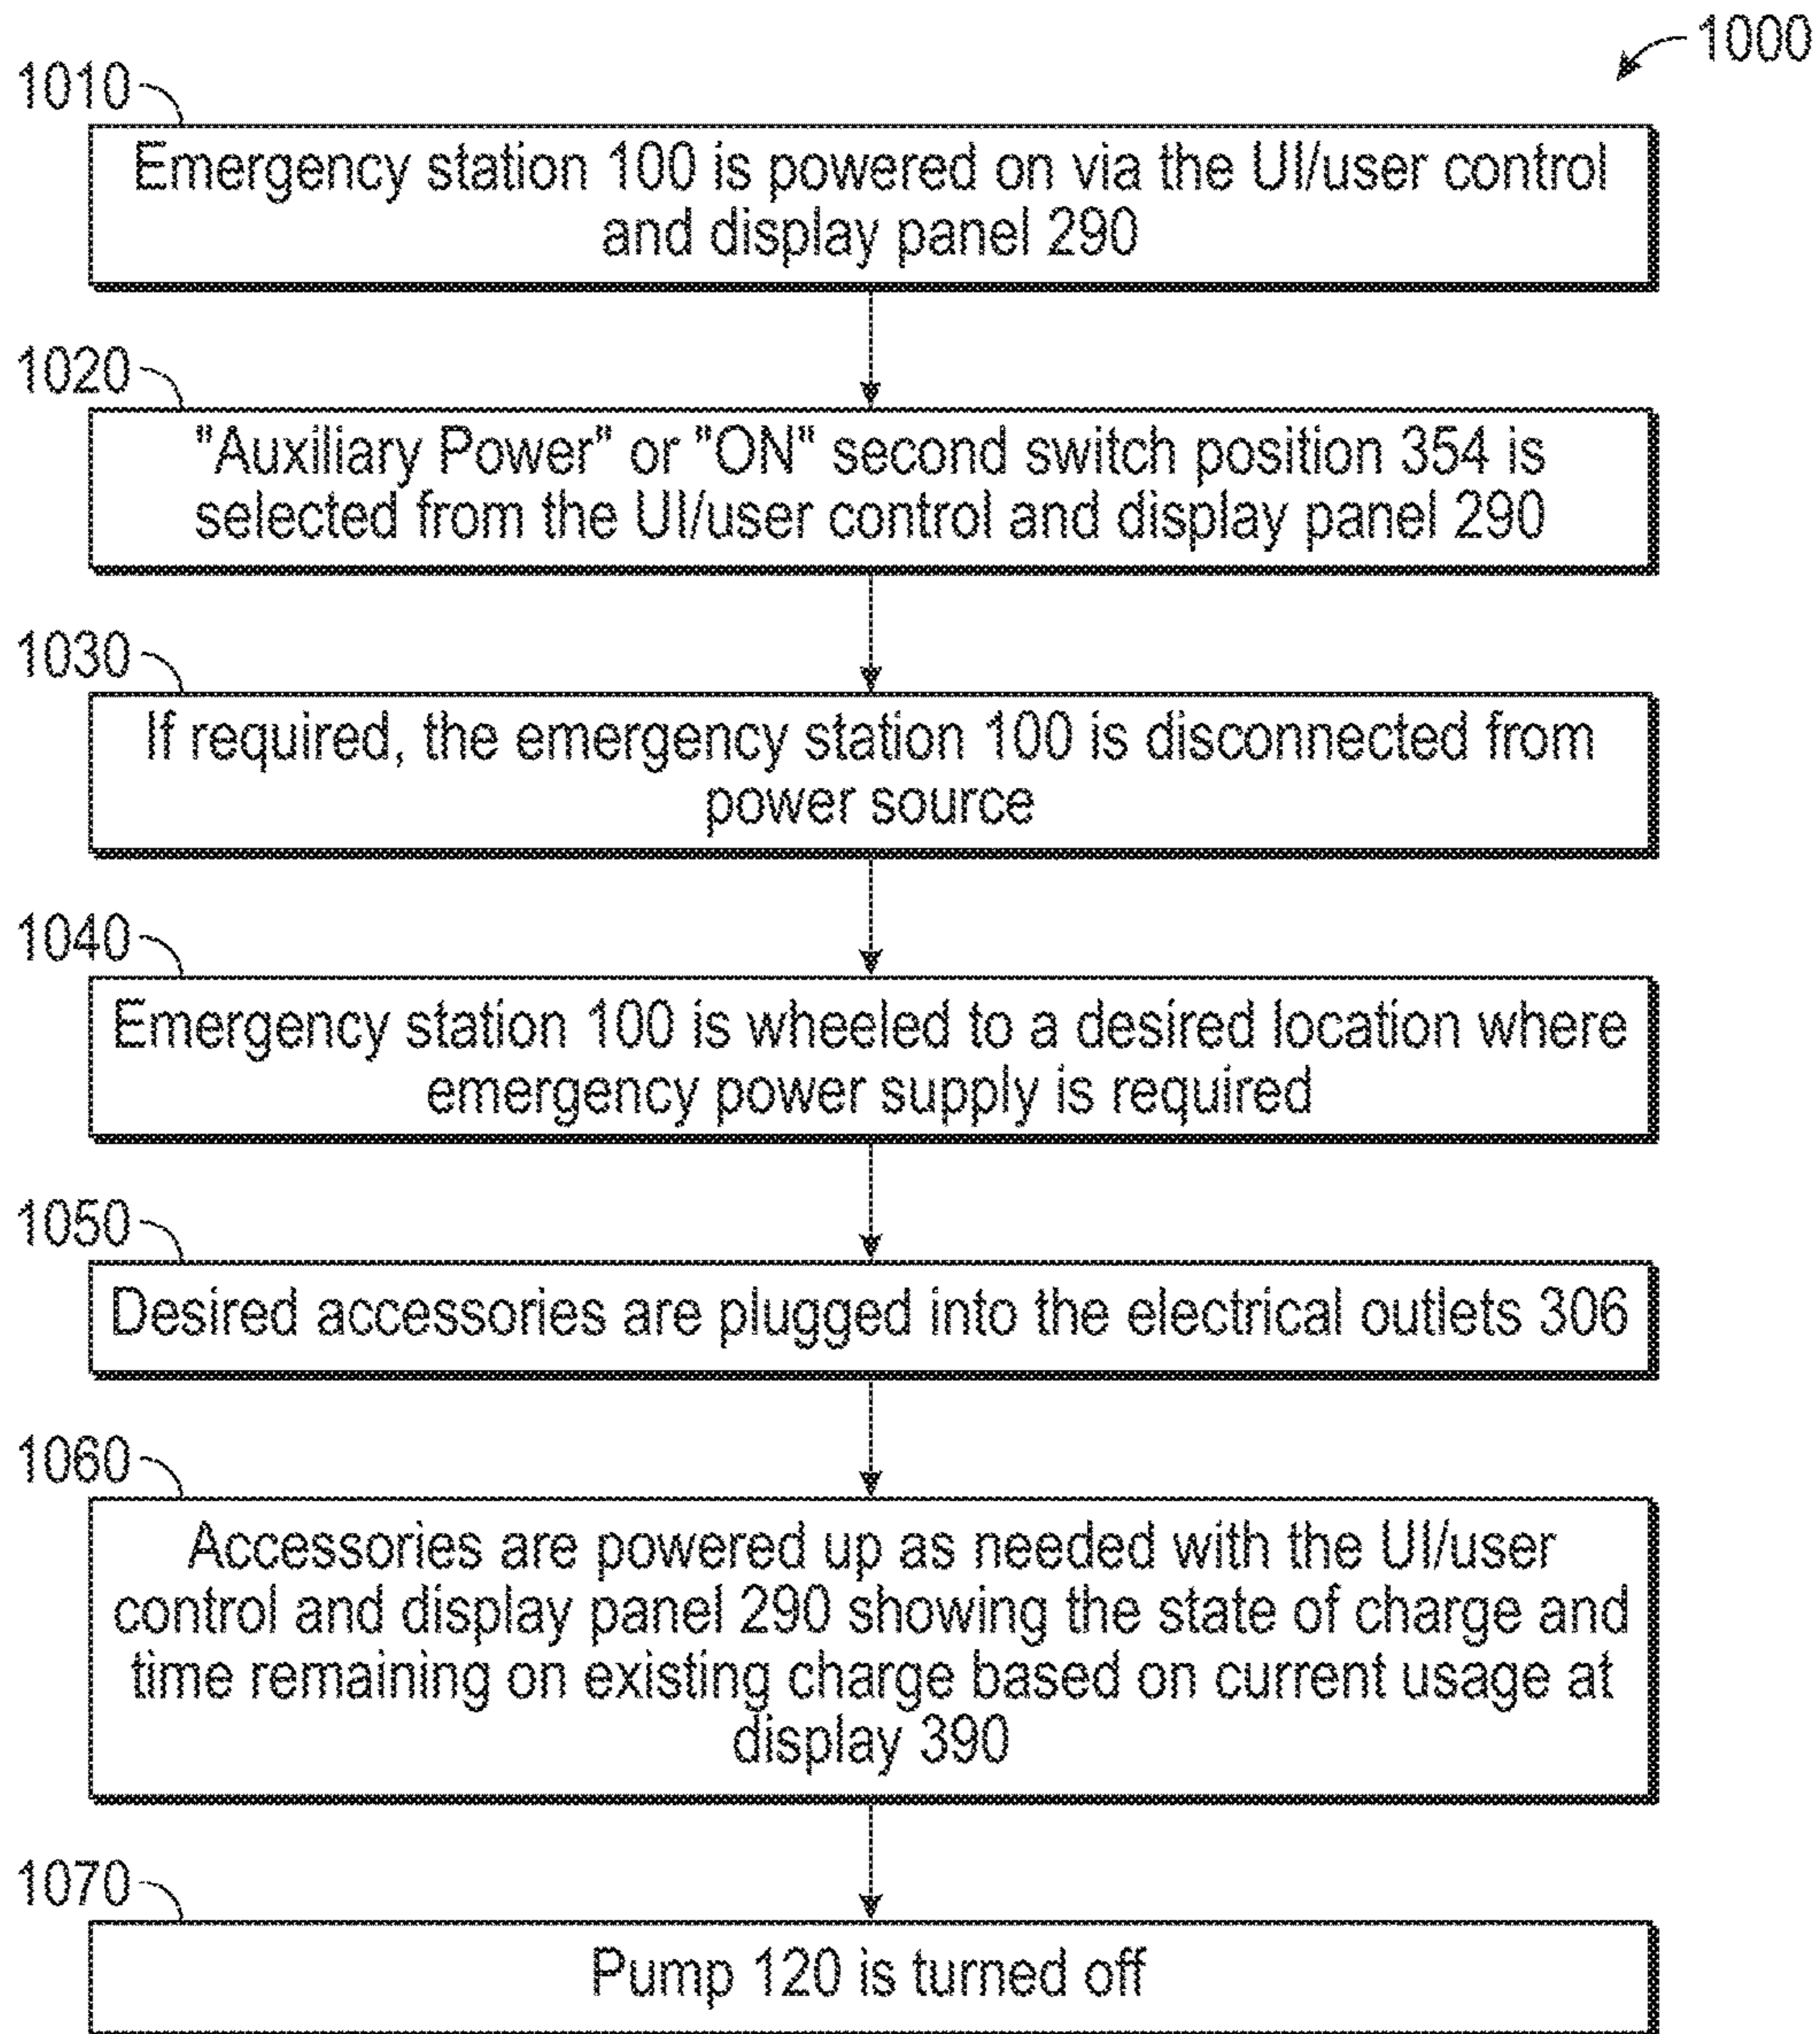 1000
1010
Emergency station 100 is powered on via the UI/user control
and display panel 290
1020
"Auxiliary Power" or "ON" second switch position 354 is
selected from the UI/user control and display panel 290
1030
If required, the emergency station 100 is disconnected from
power source
1040
Emergency station 100 is wheeled to a desired location where
emergency power supply is required
1050
Desired accessories are plugged into the electrical outlets 306
1060
Accessories are powered up as needed with the UI/user
control and display panel 290 showing the state of charge and
time remaining on existing charge based on current usage at
display 390
1070
Pump 120 is turned off